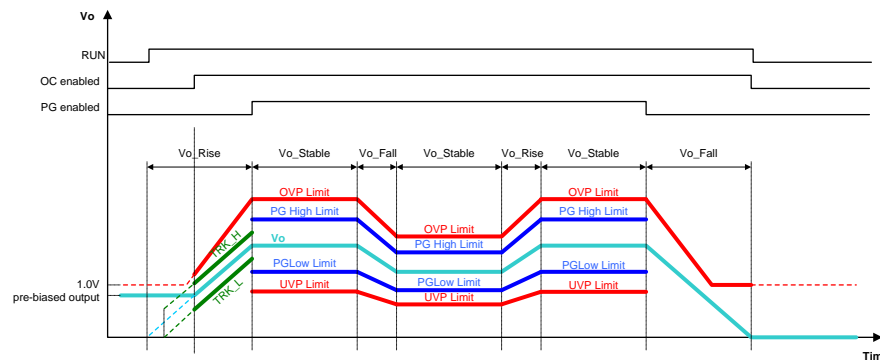 Vo
RUN
OC enabled
PG enabled
Vo_Rise Vo_Stable Vo_Fall Vo_Stable Vo_Rise Vo_Stable Vo_Fall
OVP Limit OVP Limit
PG High Limit PG High Limit
OVP Limit
TRK_H
Vo
PG High Limit
PGLow Limit PGLow Limit
1.0V
TRK_L
PGLow Limit
UVP Limit UVP Limit
pre-biased output
UVP Limit
Tim